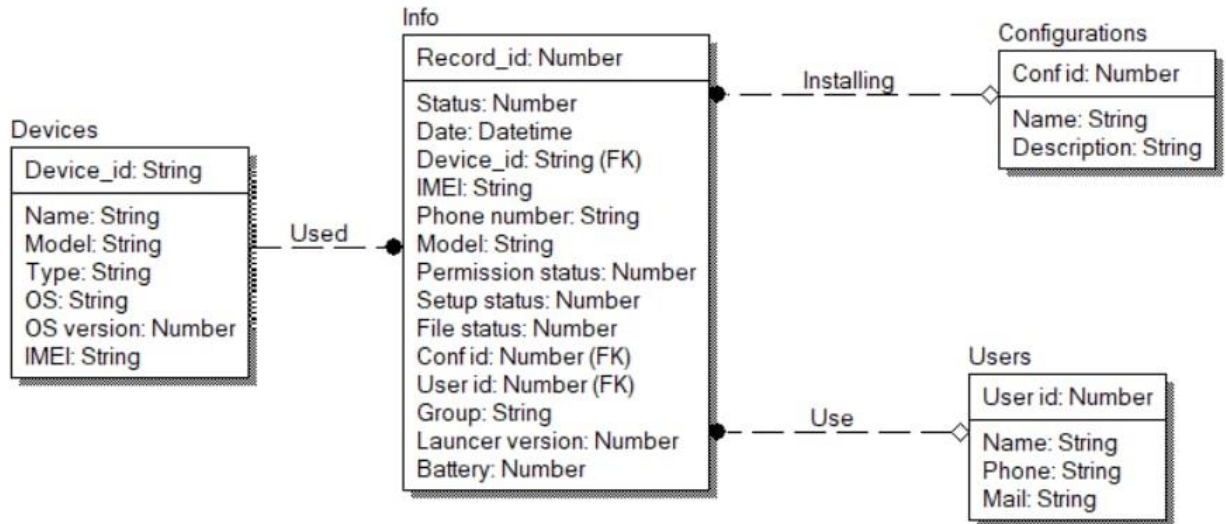 Devices
Device_id: String
Name: String
Model: String
Type: String
OS: String
OS version: Number
IMEI: String
Used
Info
Record_id: Number
Status: Number
Date: Datetime
Device_id: String (FK)
IMEI: String
Phone number: String
Model: String
Permission status: Number
Setup status: Number
File status: Number
Conf id: Number (FK)
User id: Number (FK)
Group: String
Launcer version: Number
Battery: Number
Installing
Configurations
Conf id: Number
Name: String
Description: String
Use
Users
User id: Number
Name: String
Phone: String
Mail: String